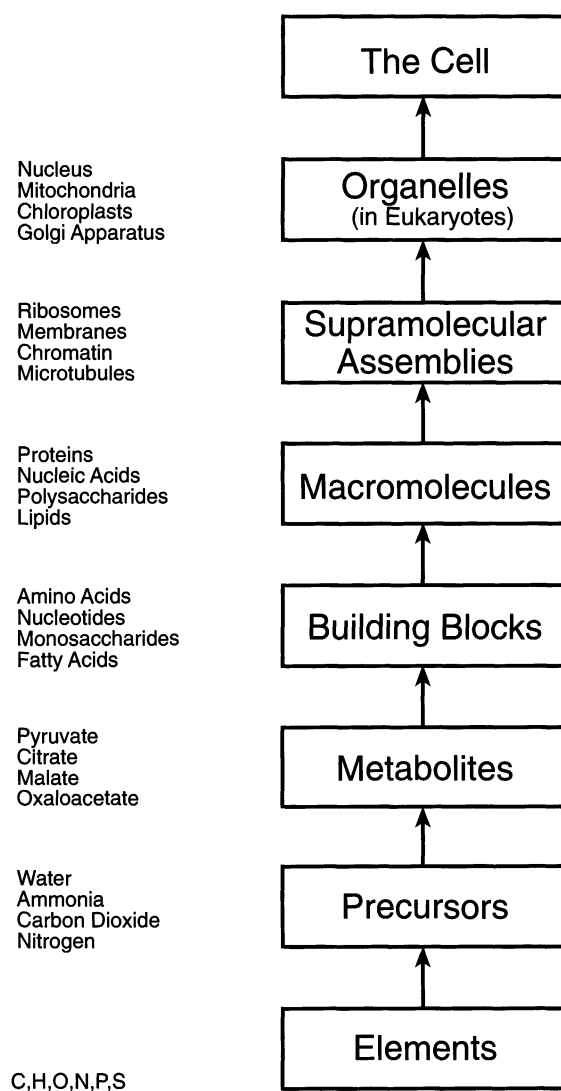 The Cell
Nucleus
Mitochondria
Chloroplasts
Golgi Apparatus
Organelles
(in Eukaryotes)
Ribosomes
Membranes
Chromatin
Microtubules
Supramolecular
Assemblies
Proteins
Nucleic Acids
Polysaccharides
Lipids
Macromolecules
Amino Acids
Nucleotides
Monosaccharides
Fatty Acids
Building Blocks
Pyruvate
Citrate
Malate
Oxaloacetate
Metabolites
Water
Ammonia
Carbon Dioxide
Nitrogen
Precursors
Elements
C,H,O,N,P,S